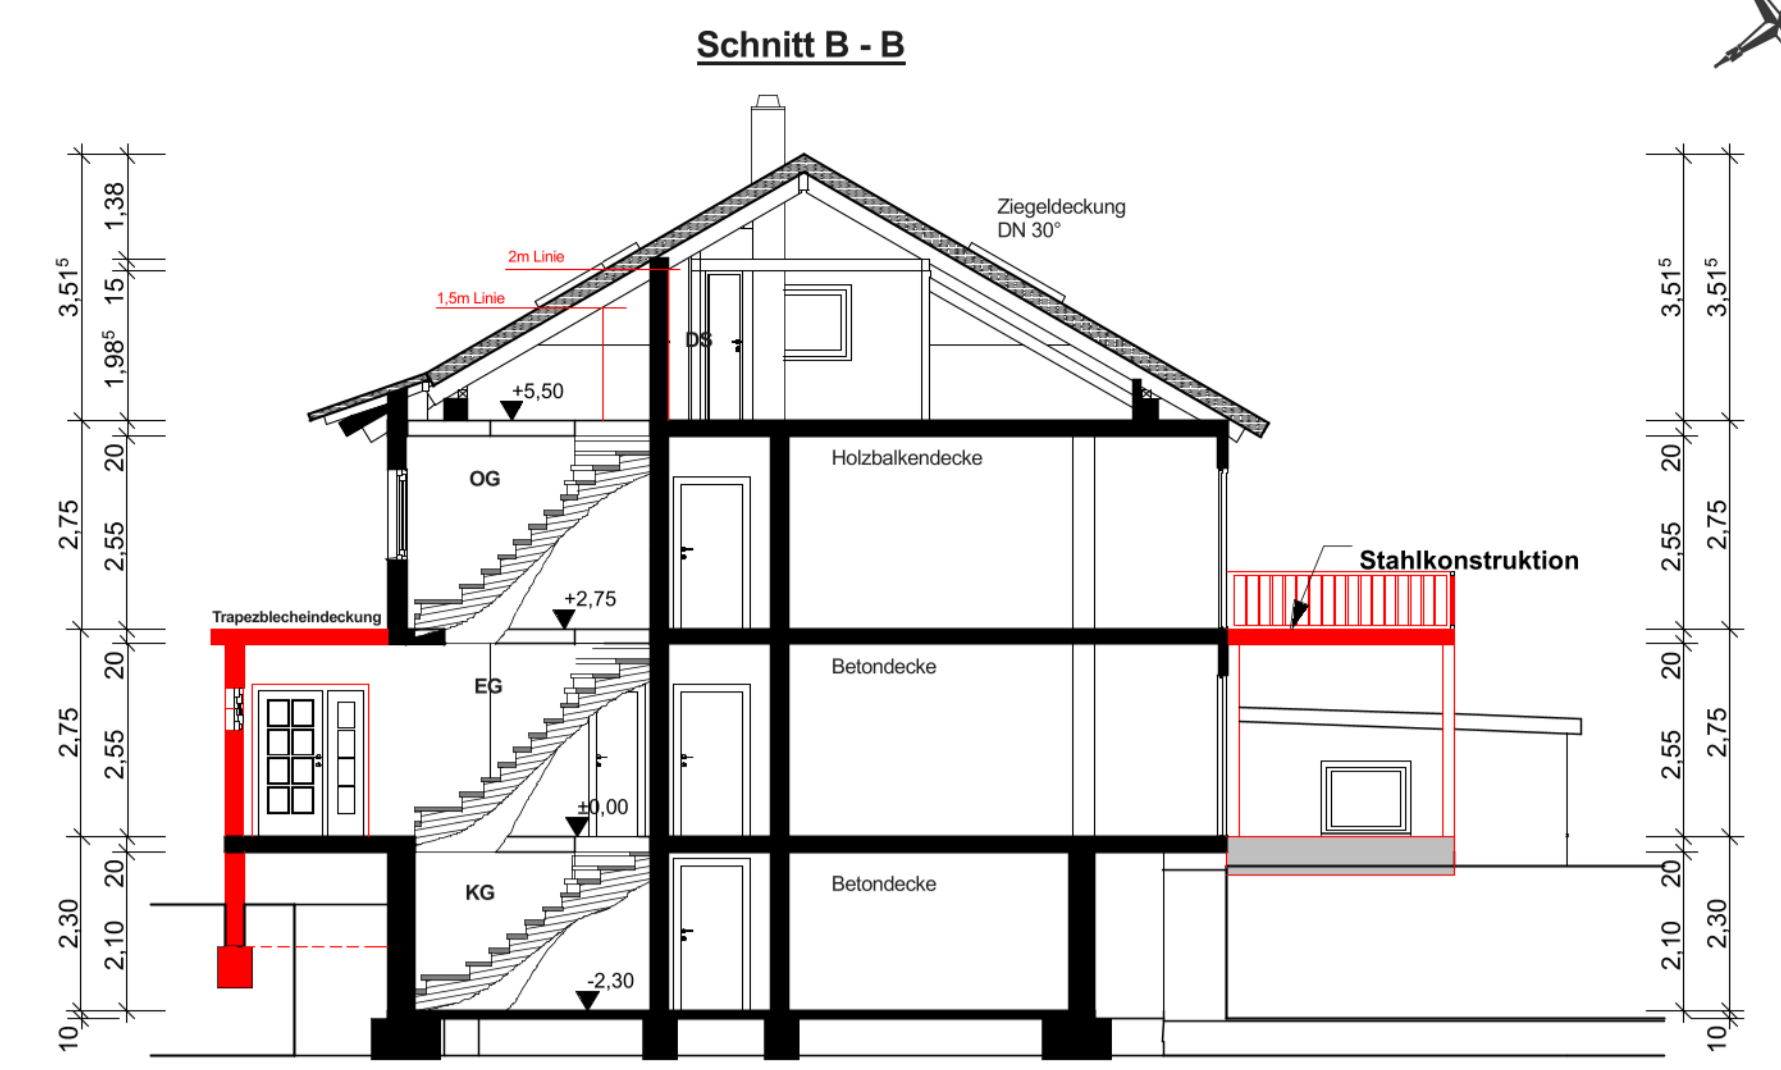 Schnitt B - B
Ziegeldeckung
DN 30°
2m Linie
1,5m Linie
DS
+5,50
OG
Holzbalkendecke
+2,75
Stahlkonstruktion
Trapezblecheindeckung
EG
Betondecke
±0,00
KG
Betondecke
-2,30
3,51⁵
2,75
2,75
2,30
10
1,38
15
1,98⁵
20
2,55
20
2,55
20
2,10
3,51⁵
20
2,55
20
2,55
20
2,10
3,51⁵
2,75
2,75
2,30
10